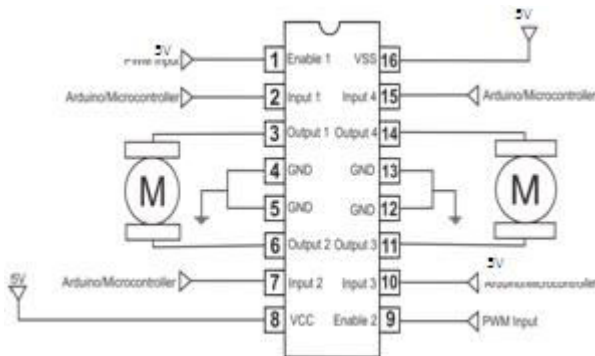 5V
5V
1 Enable 1 VSS 16
Arduino/Microcontroller 2 Input 1 Input 4 15 Arduino/Microcontroller
3 Output 1 Output 4 14
4 GND GND 13
M M
5 GND GND 12
6 Output 2 Output 3 11
5V
Arduino/Microcontroller 7 Input 2 Input 3 10
5V
8 VCC Enable 2 9 PWM Input